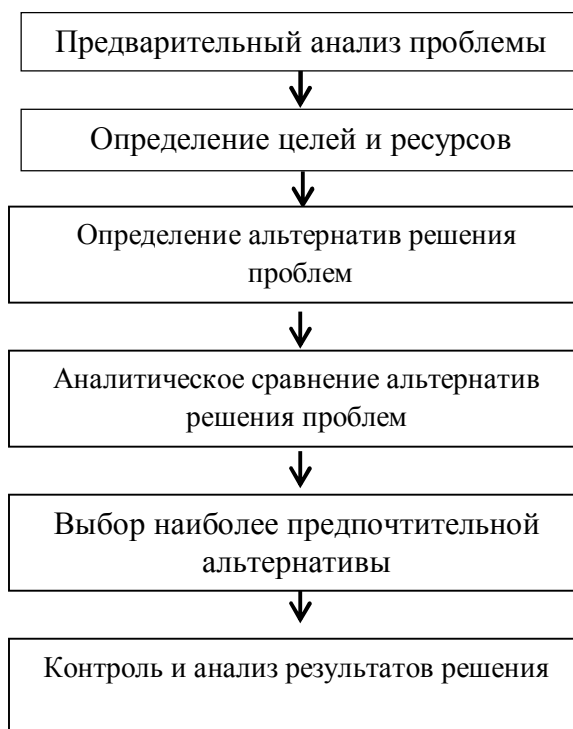 Предварительный анализ проблемы
Определение целей и ресурсов
Определение альтернатив решения
проблем
Аналитическое сравнение альтернатив
решения проблем
Выбор наиболее предпочтительной
альтернативы
Контроль и анализ результатов решения